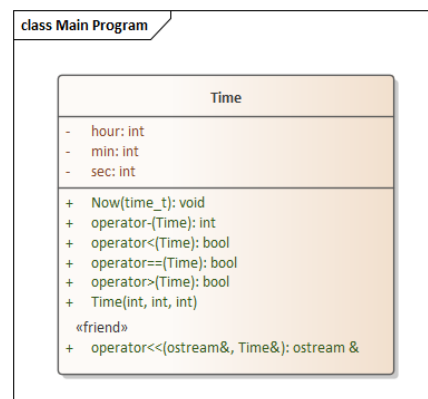 class Main Program
Time
- hour: int
- min: int
- sec: int
+ Now(time_t): void
+ operator-(Time): int
+ operator<(Time): bool
+ operator==(Time): bool
+ operator>(Time): bool
+ Time(int, int, int)
«friend»
+ operator<<(ostream&, Time&): ostream &